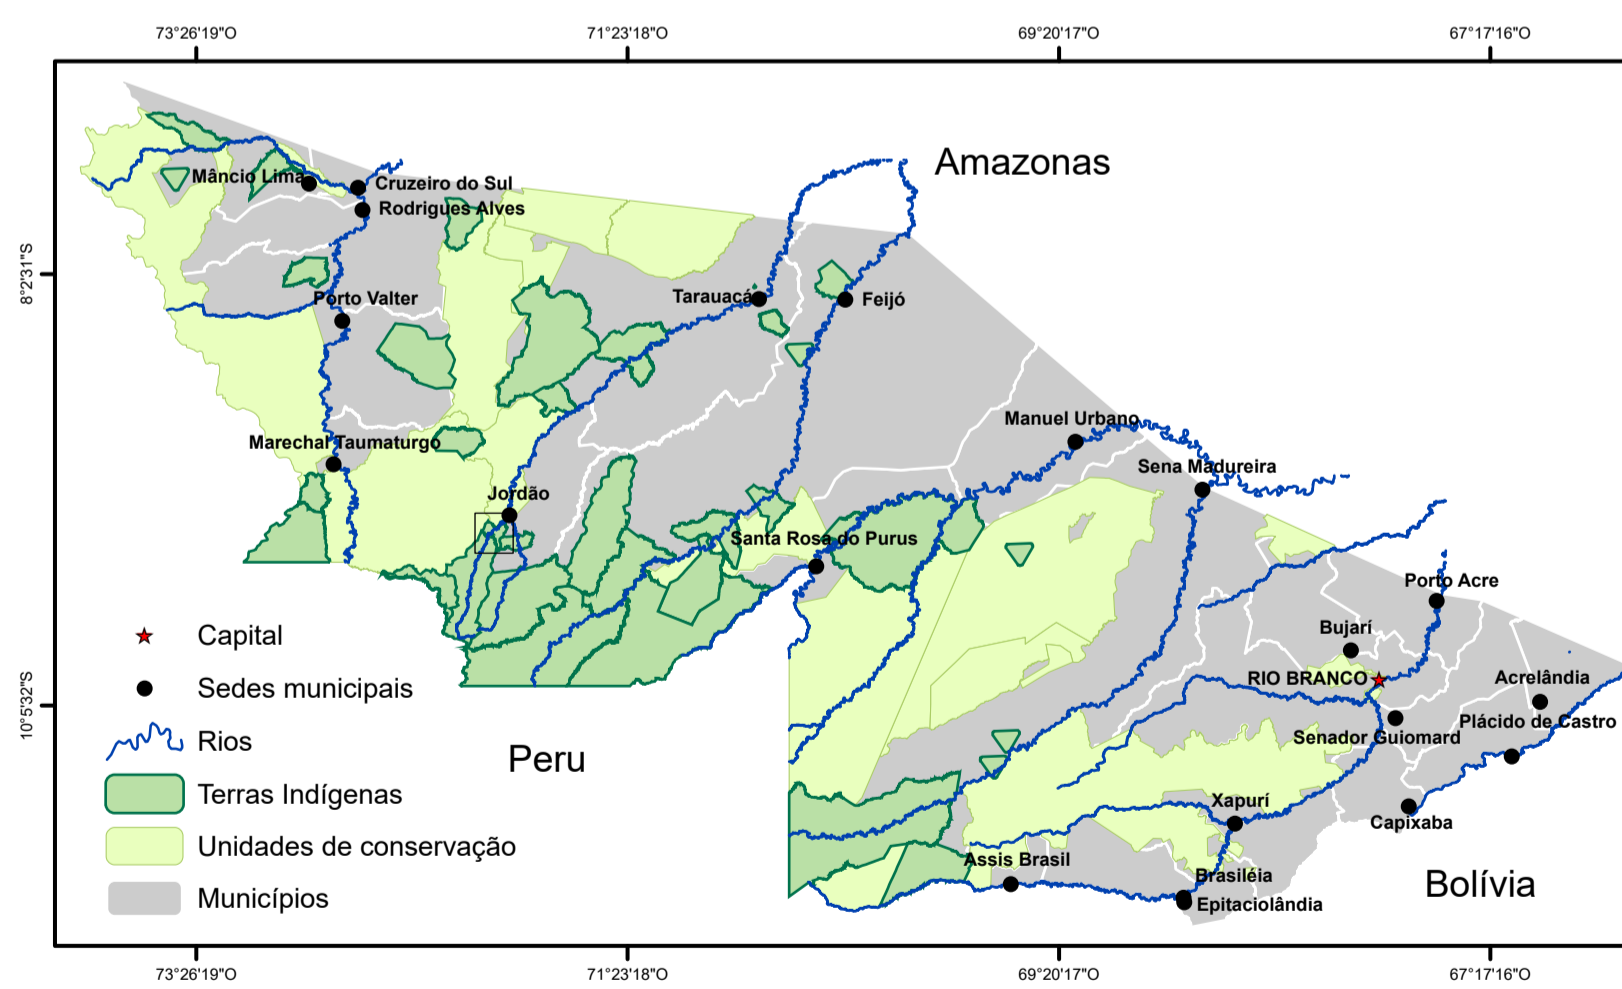 73°26'19"O
71°23'18"O
69°20'17"O
67°17'16"O
Amazonas
Mâncio Lima
Cruzeiro do Sul
Rodrigues Alves
8°2'31"S
Porto Valter
Tarauacá
Feijó
Manuel Urbano
Marechal Taumaturgo
Sena Madureira
Jordão
Santa Rosa do Purus
Porto Acre
Bujarí
Capital
RIO BRANCO
Acrelândia
Sedes municipais
10°5'32"S
Plácido de Castro
Senador Guiomard
Rios
Peru
Terras Indígenas
Xapurí
Capixaba
Unidades de conservação
Assis Brasil
Brasiléia
Bolívia
Municípios
Epitaciolândia
73°26'19"O
71°23'18"O
69°20'17"O
67°17'16"O